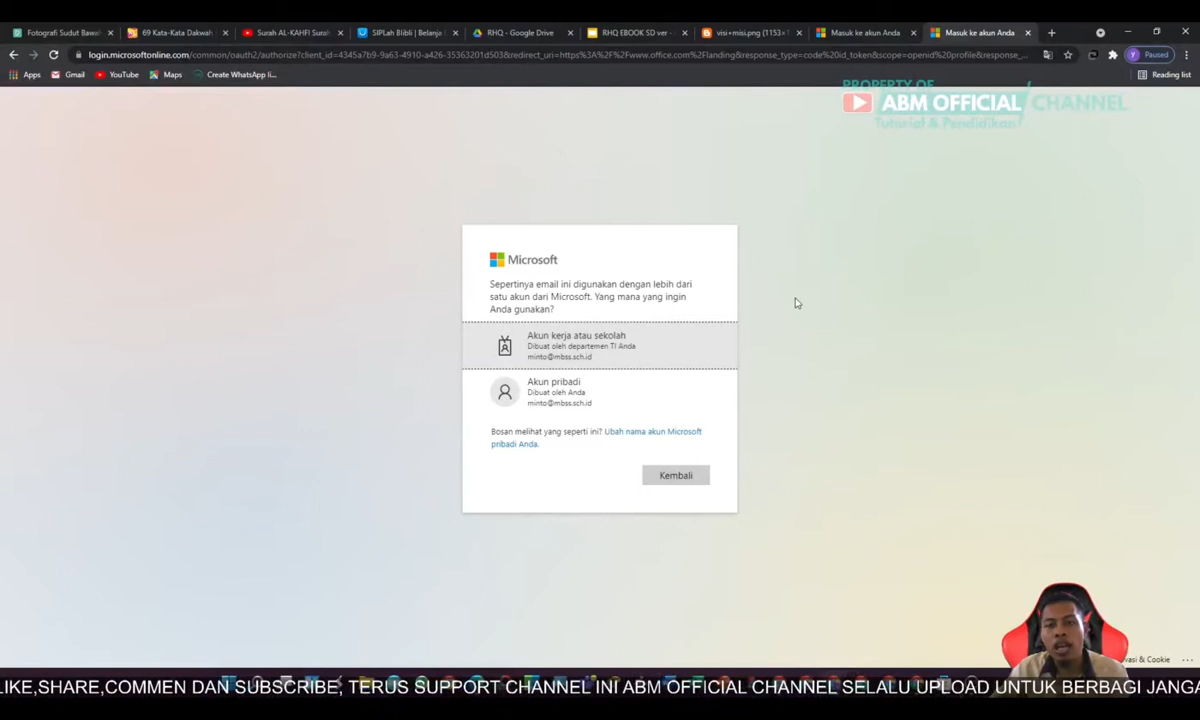 Fotografi Sudut Bawa
69 Kata-Kata Dakwah
Surah AL-KAHFI Surah
SIPLah Blibli | Belanja
RHQ - Google Drive
RHQ EBOOK SD ver -
visi+misi.png (1153×1
Masuk ke akun Anda
Masuk ke akun Anda
login.microsoftonline.com/common/oauth2/authorize?client_id=4345a7b9-9a63-4910-a426-35363201d503&redirect_uri=https%3A%2F%2Fwww.office.com%2Flanding&response_type=code%20id_token&scope=openid%20profile&response_...
Paused
Apps
Gmail
YouTube
Maps
Create WhatsApp li...
Reading list
PROPERTY OF
ABM OFFICIAL CHANNEL
Tutorial & Pendidikan
Microsoft
Sepertinya email ini digunakan dengan lebih dari
satu akun dari Microsoft. Yang mana yang ingin
Anda gunakan?
Akun kerja atau sekolah
Dibuat oleh departemen TI Anda
minto@mbss.sch.id
Akun pribadi
Dibuat oleh Anda
minto@mbss.sch.id
Bosan melihat yang seperti ini? Ubah nama akun Microsoft
pribadi Anda.
Kembali
vasi & Cookie ...
LIKE,SHARE,COMMEN DAN SUBSCRIBE, TERUS SUPPORT CHANNEL INI ABM OFFICIAL CHANNEL SELALU UPLOAD UNTUK BERBAGI JANGA